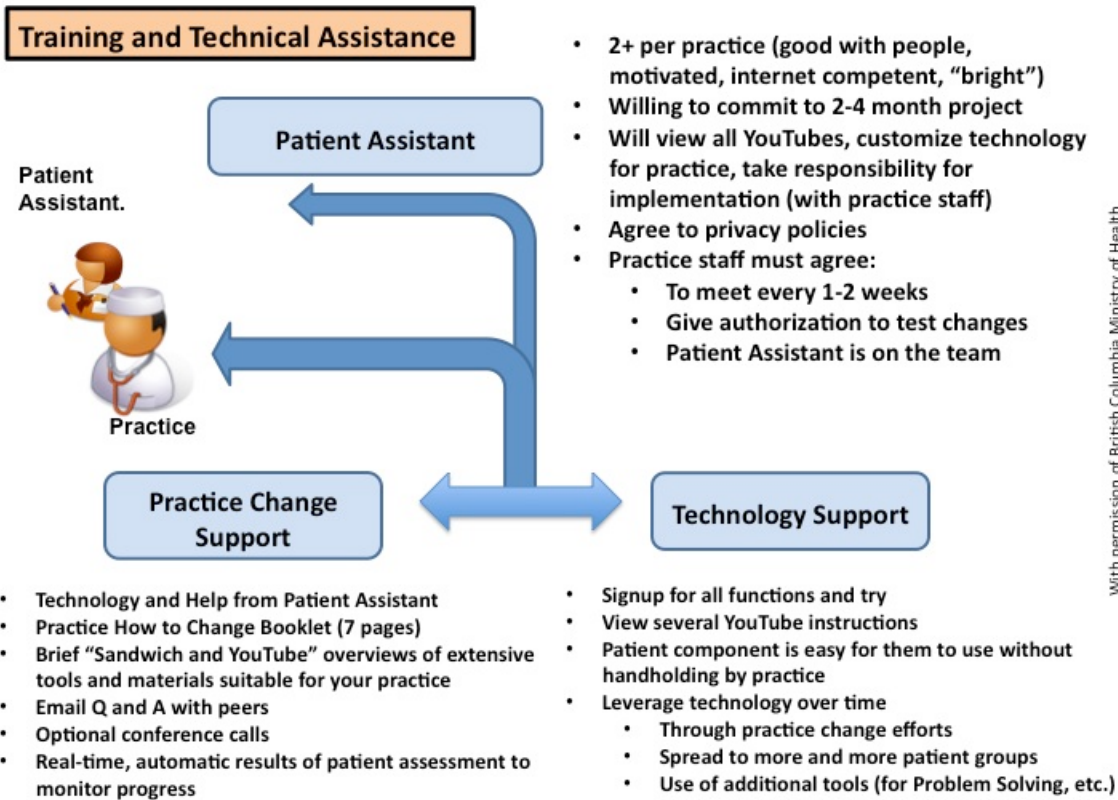 Training and Technical Assistance
Patient Assistant
Patient
Assistant.
Practice
• 2+ per practice (good with people,
motivated, internet competent, “bright”)
• Willing to commit to 2-4 month project
• Will view all YouTubes, customize technology
for practice, take responsibility for
implementation (with practice staff)
• Agree to privacy policies
• Practice staff must agree:
• To meet every 1-2 weeks
• Give authorization to test changes
• Patient Assistant is on the team
With permission of British Columbia Ministry of Health
Practice Change
Support
Technology Support
• Technology and Help from Patient Assistant
• Practice How to Change Booklet (7 pages)
• Brief “Sandwich and YouTube” overviews of extensive
tools and materials suitable for your practice
• Email Q and A with peers
• Optional conference calls
• Real-time, automatic results of patient assessment to
monitor progress
• Signup for all functions and try
• View several YouTube instructions
• Patient component is easy for them to use without
handholding by practice
• Leverage technology over time
• Through practice change efforts
• Spread to more and more patient groups
• Use of additional tools (for Problem Solving, etc.)